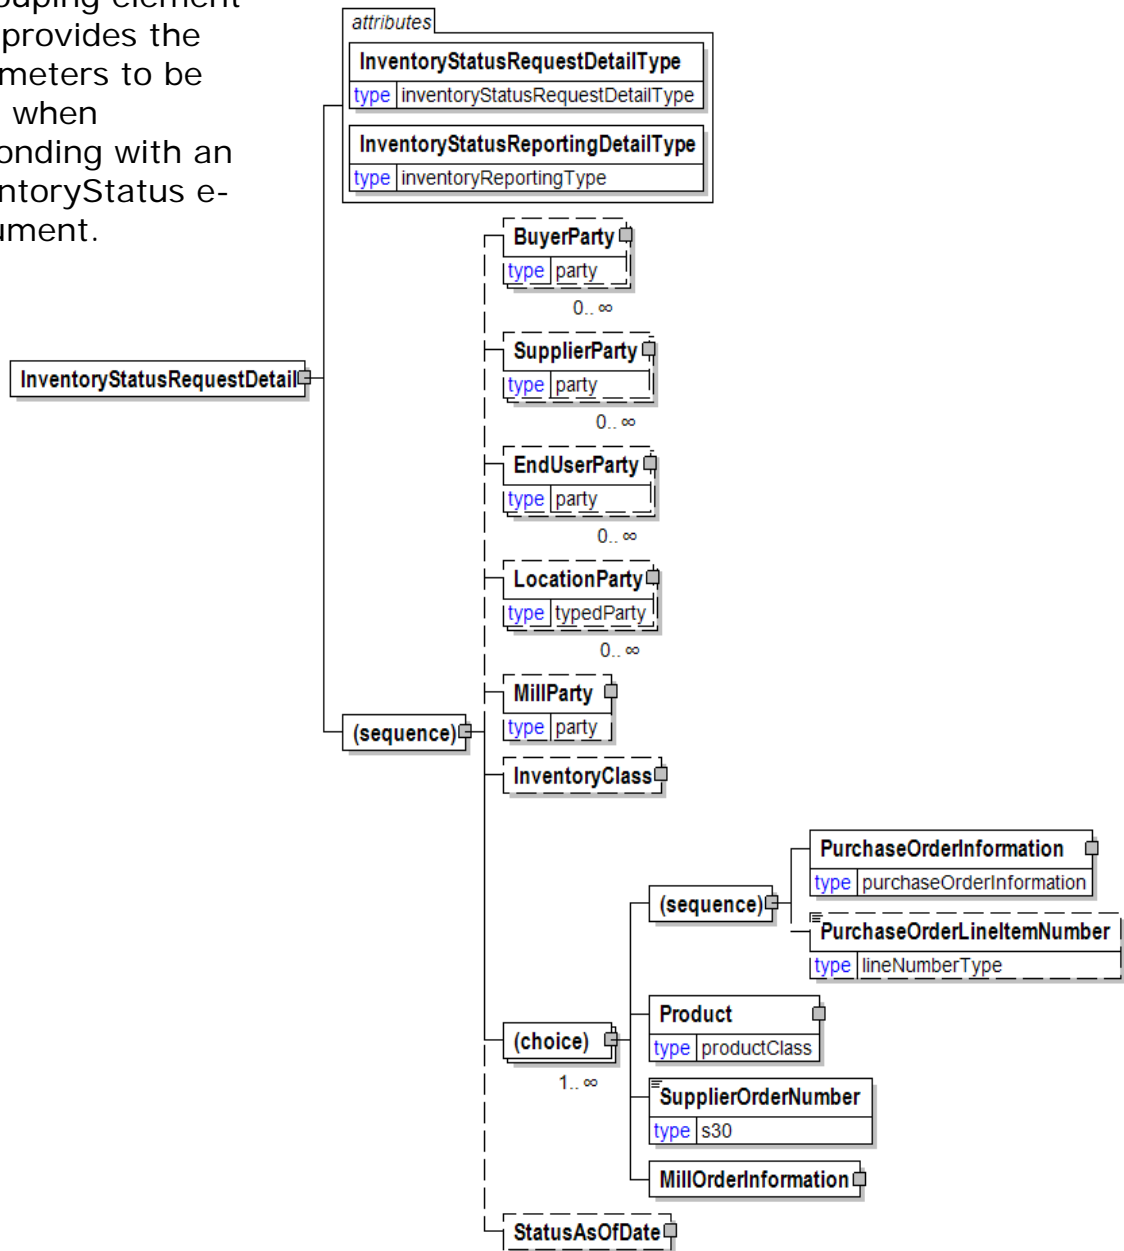 provides the
meters to be
when
onding with an
ntoryStatus e-
ument.
attributes
InventoryStatusRequestDetailType
type inventoryStatusRequestDetailType
InventoryStatusReportingDetailType
type inventoryReportingType
BuyerParty
type party
0.. ∞
SupplierParty
type party
0.. ∞
EndUserParty
type party
0.. ∞
LocationParty
type typedParty
0.. ∞
InventoryStatusRequestDetail
MillParty
type party
(sequence)
InventoryClass
PurchaseOrderInformation
type purchaseOrderInformation
(sequence)
PurchaseOrderLineItemNumber
type lineNumberType
Product
type productClass
(choice)
1.. ∞
SupplierOrderNumber
type s30
MillOrderInformation
StatusAsOfDate